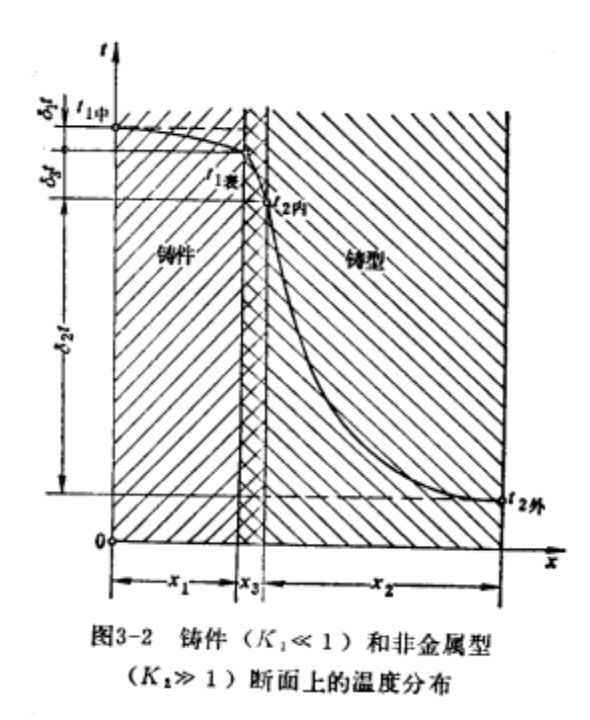 t
δ₁t
t₁中
δ₃t
t₁表
t₂内
铸件
铸型
δ₂t
t₂外
0
x
x₁
x₃
x₂
图3-2 铸件（K₁≪1）和非金属型
（K₂≫1）断面上的温度分布